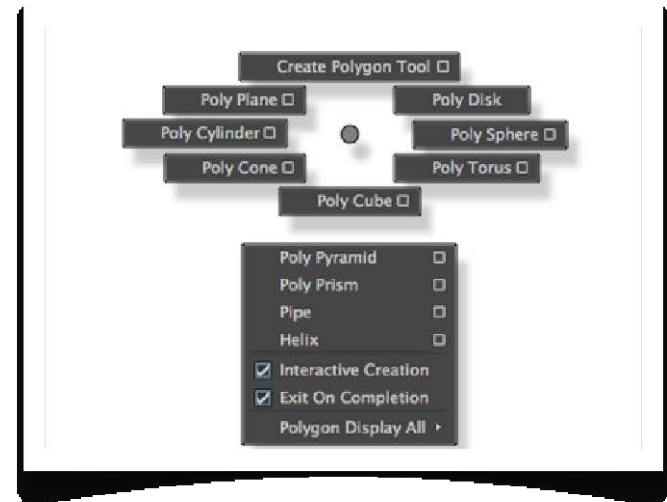 Create Polygon Tool
Poly Plane
Poly Disk
Poly Cylinder
Poly Sphere
Poly Cone
Poly Torus
Poly Cube
Poly Pyramid
Poly Prism
Pipe
Helix
Interactive Creation
Exit On Completion
Polygon Display All